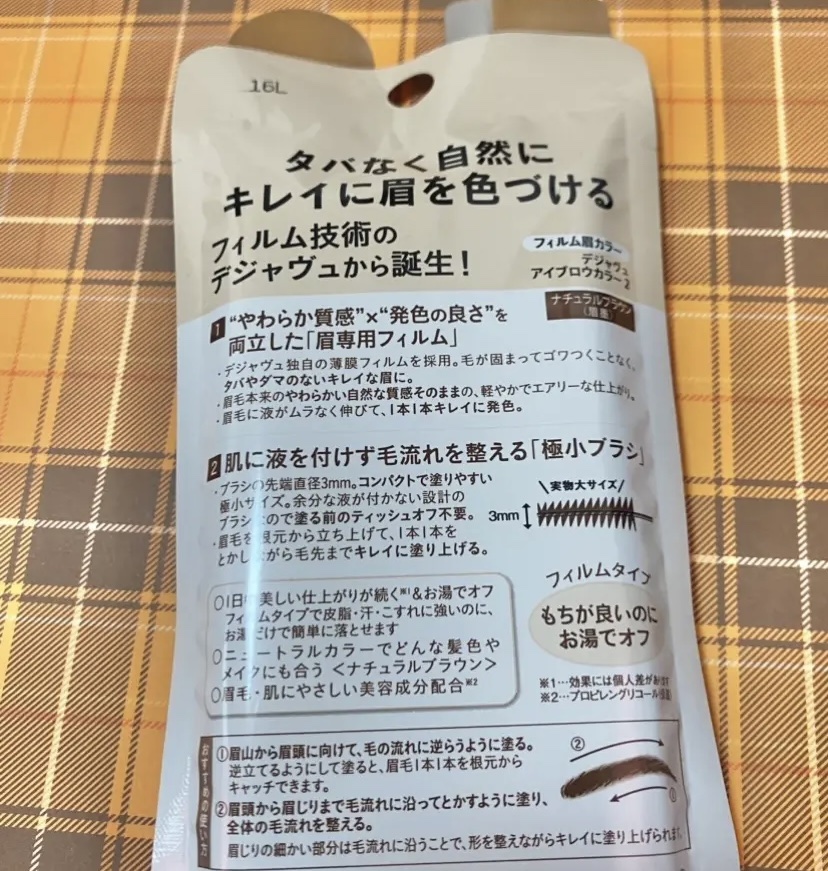 16L
タバなく自然に
キレイに眉を色づける
フィルム技術の
デジャヴュから誕生！
フィルム眉カラー
デジャヴュ
アイブロウカラー 2
ナチュラルブラウン
1 “やわらか質感”×“発色の良さ”を
両立した「眉専用フィルム」
・デジャヴュ独自の薄膜フィルムを採用。毛が固まってゴワつくことなく、
タバやダマのないキレイな眉に。
・眉毛本来のやわらかい自然な質感そのままの、軽やかでエアリーな仕上がり。
・眉毛に液がムラなく伸びて、1本1本キレイに発色。
2 肌に液を付けず毛流れを整える「極小ブラシ」
・ブラシの先端直径3mm。コンパクトで塗りやすい
極小サイズ。余分な液が付かない設計の
ブラシなので塗る前のティッシュオフ不要。
・眉毛を根元から立ち上げて、1本1本を
とかしながら毛先までキレイに塗り上げる。
\実物大サイズ/
3mm
○1日中美しい仕上がりが続く※1&お湯でオフ
フィルムタイプで皮脂・汗・こすれに強いのに、
お湯だけで簡単に落とせます
○ニュートラルカラーでどんな髪色や
メイクにも合う <ナチュラルブラウン>
○眉毛・肌にやさしい美容成分配合※2
フィルムタイプ
もちが良いのに
お湯でオフ
※1…効果には個人差があります
※2…プロピレングリコール(保湿)
おすすめの使い方
①眉山から眉頭に向けて、毛の流れに逆らうように塗る。
逆立てるようにして塗ると、眉毛1本1本を根元から
キャッチできます。
②眉頭から眉じりまで毛流れに沿ってとかすように塗り、
全体の毛流れを整える。
眉じりの細かい部分は毛流れに沿うことで、形を整えながらキレイに塗り上げられます。
②
①